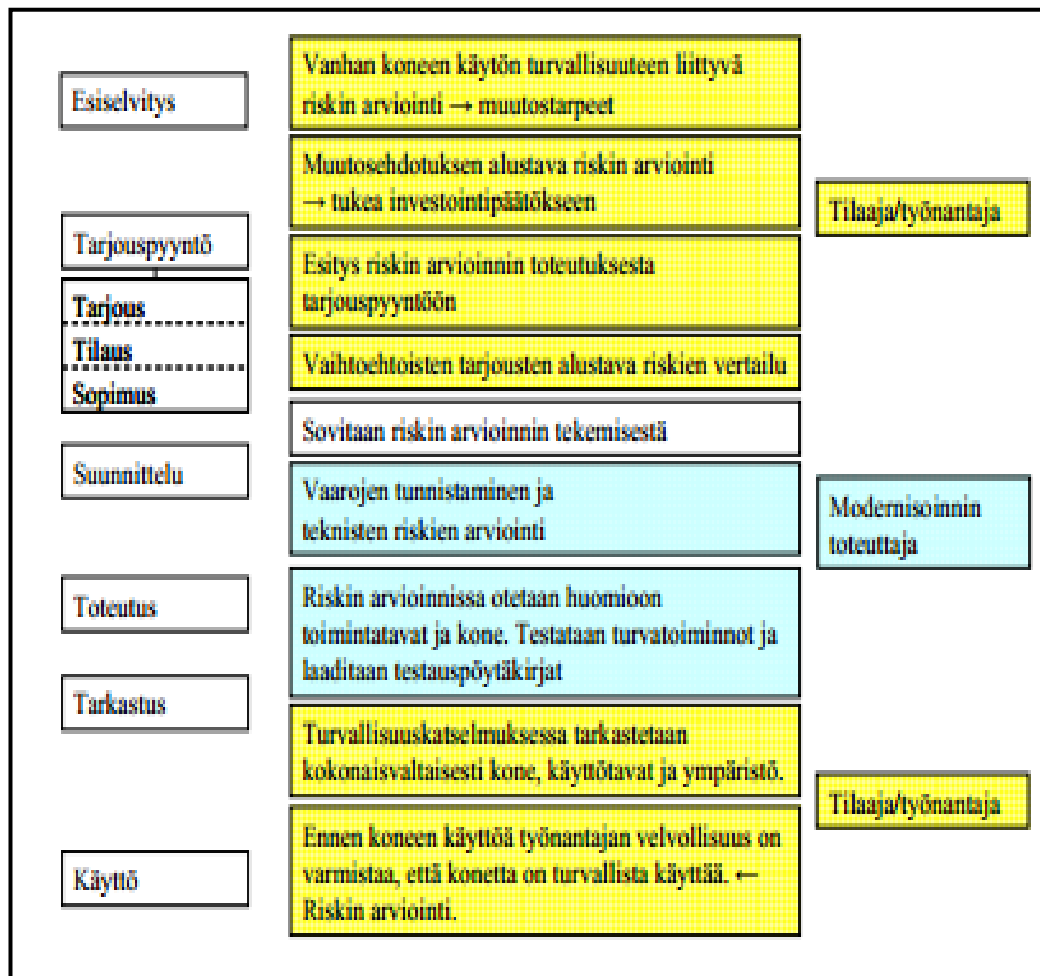 Esiselvitys
Vanhan koneen käytön turvallisuuteen liittyvä
riskin arviointi → muutostarpeet
Muutosehdotuksen alustava riskin arviointi
→ tukea investointipäätökseen
Tilaaja/työnantaja
Tarjouspyyntö
Esitys riskin arvioinnin toteutuksesta
tarjouspyyntöön
Tarjous
Tilaus
Sopimus
Vaihtoehtoisten tarjousten alustava riskien vertailu
Sovitaan riskin arvioinnin tekemisestä
Suunnittelu
Vaarojen tunnistaminen ja
teknisten riskien arviointi
Modernisoinnin
toteuttaja
Toteutus
Riskin arvioinnissa otetaan huomioon
toimintatavat ja kone. Testataan turvatoiminnot ja
laaditaan testauspöytäkirjat
Tarkastus
Turvallisuuskatselmuksessa tarkastetaan
kokonaisvaltaisesti kone, käyttötavat ja ympäristö.
Tilaaja/työnantaja
Käyttö
Ennen koneen käyttöä työnantajan velvollisuus on
varmistaa, että konetta on turvallista käyttää. ←
Riskin arviointi.